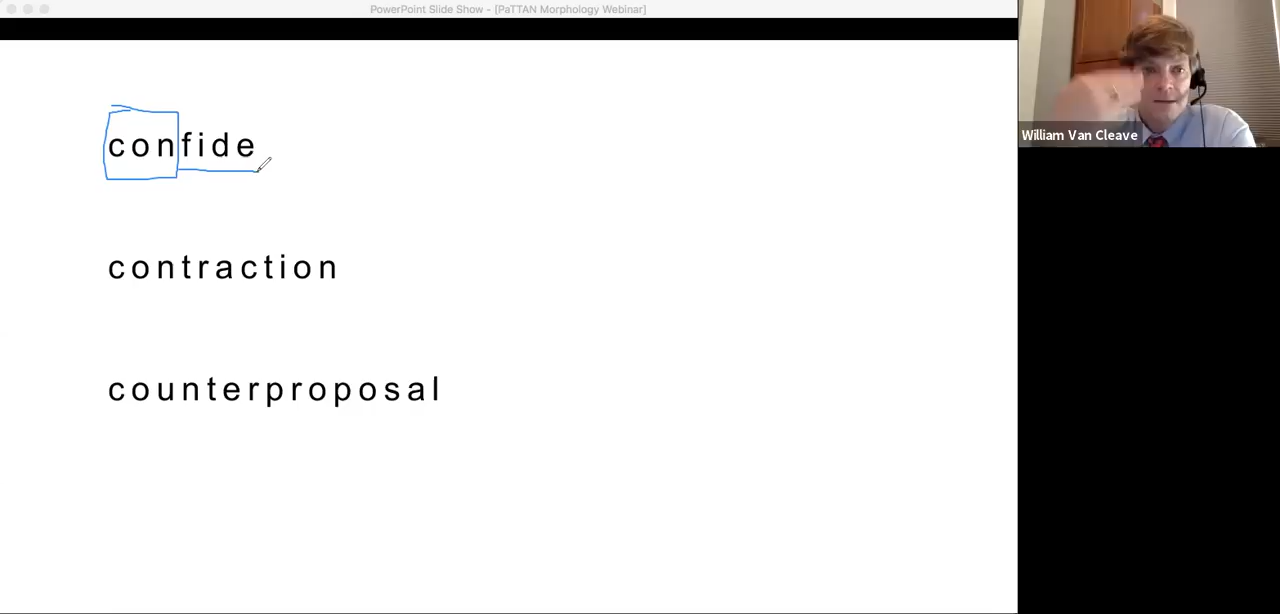 PowerPoint Slide Show - [PaTTAN Morphology Webinar]
confide
William Van Cleave
contraction
counterproposal